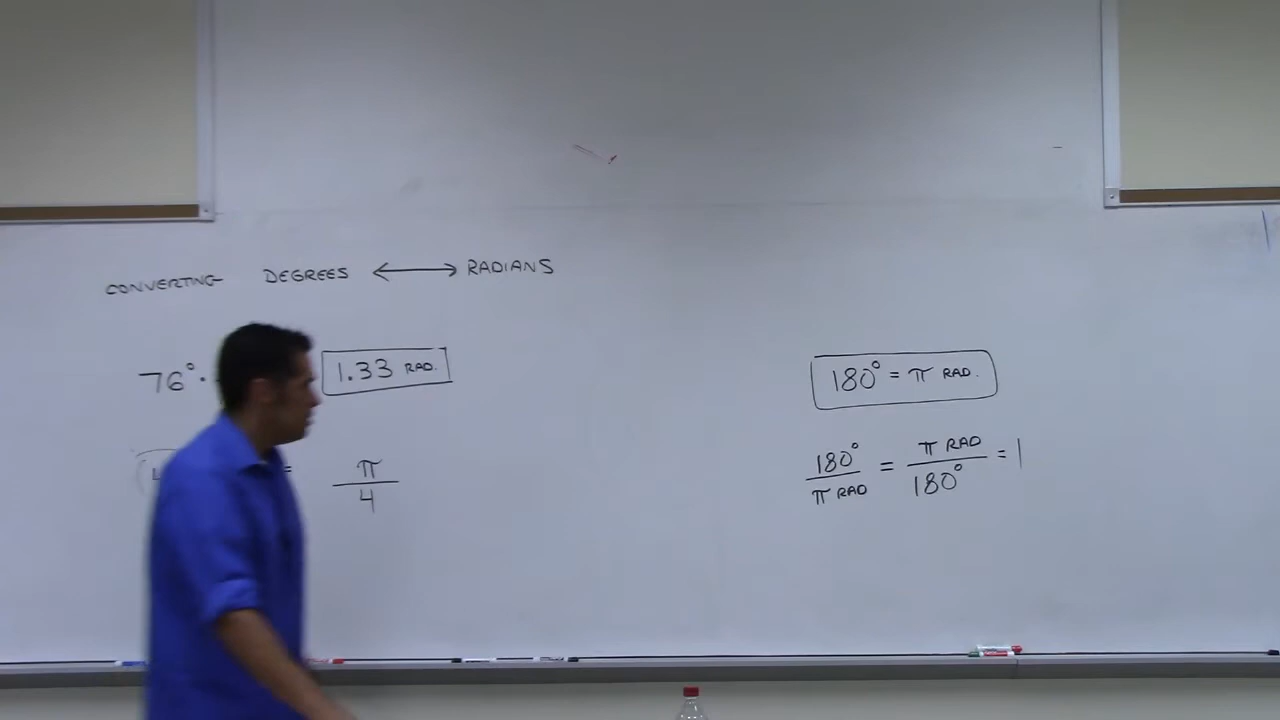 CONVERTING DEGREES ⟷ RADIANS
76° · 1.33 RAD.
= π/4
180° = π RAD.
180°/π RAD = π RAD/180° = 1